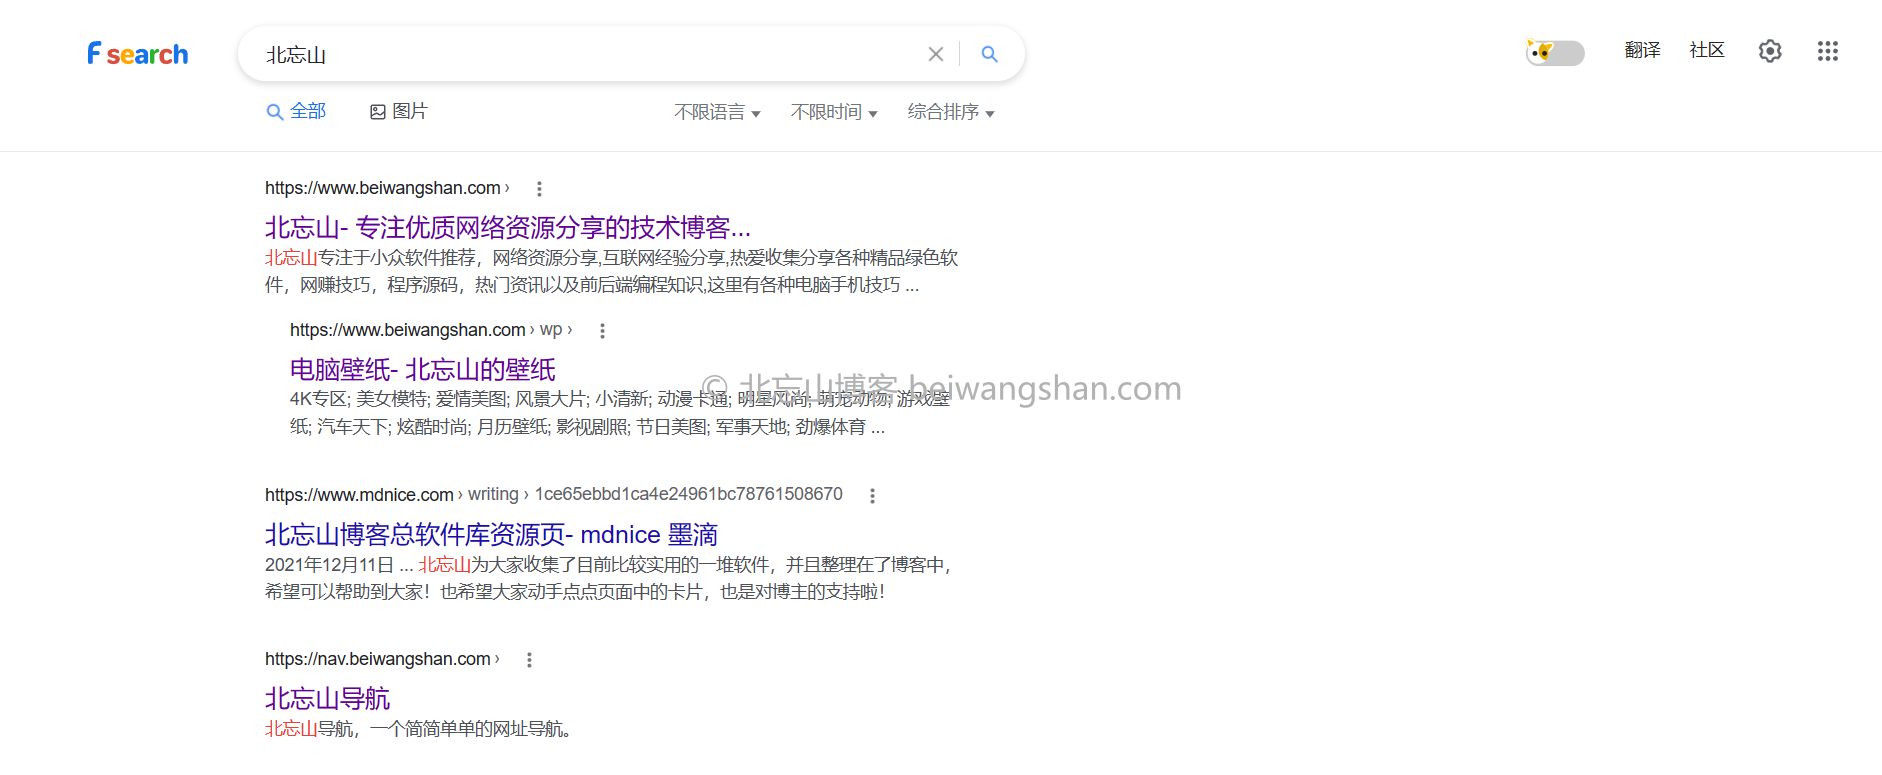 F search
北忘山
翻译 社区
全部 图片 不限语言 不限时间 综合排序
https://www.beiwangshan.com ›
北忘山- 专注优质网络资源分享的技术博客...
北忘山专注于小众软件推荐，网络资源分享,互联网经验分享,热爱收集分享各种精品绿色软
件，网赚技巧，程序源码，热门资讯以及前后端编程知识,这里有各种电脑手机技巧 ...
https://www.beiwangshan.com › wp ›
电脑壁纸- 北忘山的壁纸
© 北忘山博客 beiwangshan.com
4K专区; 美女模特; 爱情美图; 风景大片; 小清新; 动漫卡通; 明星风尚; 萌宠动物; 游戏壁
纸; 汽车天下; 炫酷时尚; 月历壁纸; 影视剧照; 节日美图; 军事天地; 劲爆体育 ...
https://www.mdnice.com › writing › 1ce65ebbd1ca4e24961bc78761508670
北忘山博客总软件库资源页- mdnice 墨滴
2021年12月11日 ... 北忘山为大家收集了目前比较实用的一堆软件，并且整理在了博客中，
希望可以帮助到大家！也希望大家动手点点页面中的卡片，也是对博主的支持啦！
https://nav.beiwangshan.com ›
北忘山导航
北忘山导航，一个简简单单的网址导航。